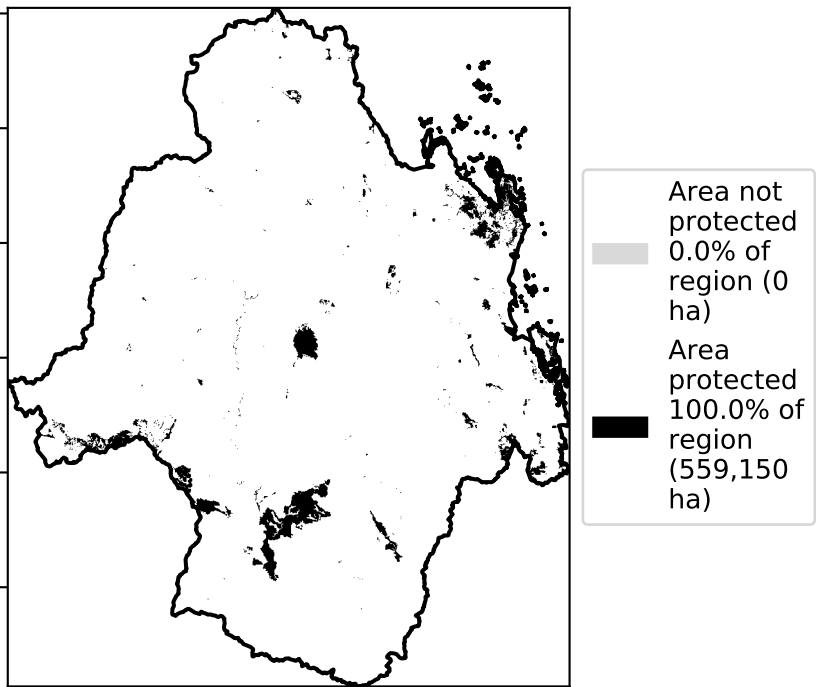 Area not
protected
0.0% of
region (0
ha)
Area
protected
100.0% of
region
(559,150
ha)